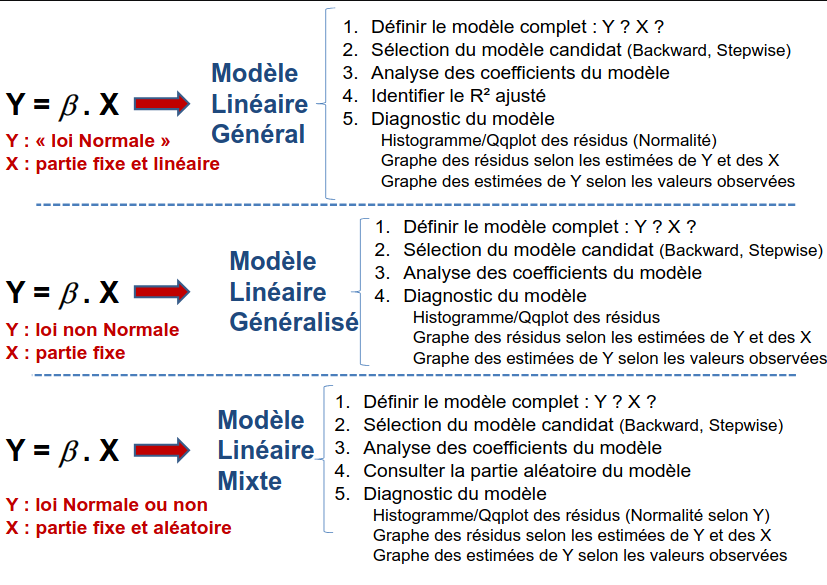 Y = β . X
Y : « loi Normale »
X : partie fixe et linéaire
Modèle
Linéaire
Général
1. Définir le modèle complet : Y ? X ?
2. Sélection du modèle candidat (Backward, Stepwise)
3. Analyse des coefficients du modèle
4. Identifier le R² ajusté
5. Diagnostic du modèle
Histogramme/Qqplot des résidus (Normalité)
Graphe des résidus selon les estimées de Y et des X
Graphe des estimées de Y selon les valeurs observées
Y = β . X
Y : loi non Normale
X : partie fixe
Modèle
Linéaire
Généralisé
1. Définir le modèle complet : Y ? X ?
2. Sélection du modèle candidat (Backward, Stepwise)
3. Analyse des coefficients du modèle
4. Diagnostic du modèle
Histogramme/Qqplot des résidus
Graphe des résidus selon les estimées de Y et des X
Graphe des estimées de Y selon les valeurs observées
Y = β . X
Y : loi Normale ou non
X : partie fixe et aléatoire
Modèle
Linéaire
Mixte
1. Définir le modèle complet : Y ? X ?
2. Sélection du modèle candidat (Backward, Stepwise)
3. Analyse des coefficients du modèle
4. Consulter la partie aléatoire du modèle
5. Diagnostic du modèle
Histogramme/Qqplot des résidus (Normalité selon Y)
Graphe des résidus selon les estimées de Y et des X
Graphe des estimées de Y selon les valeurs observées